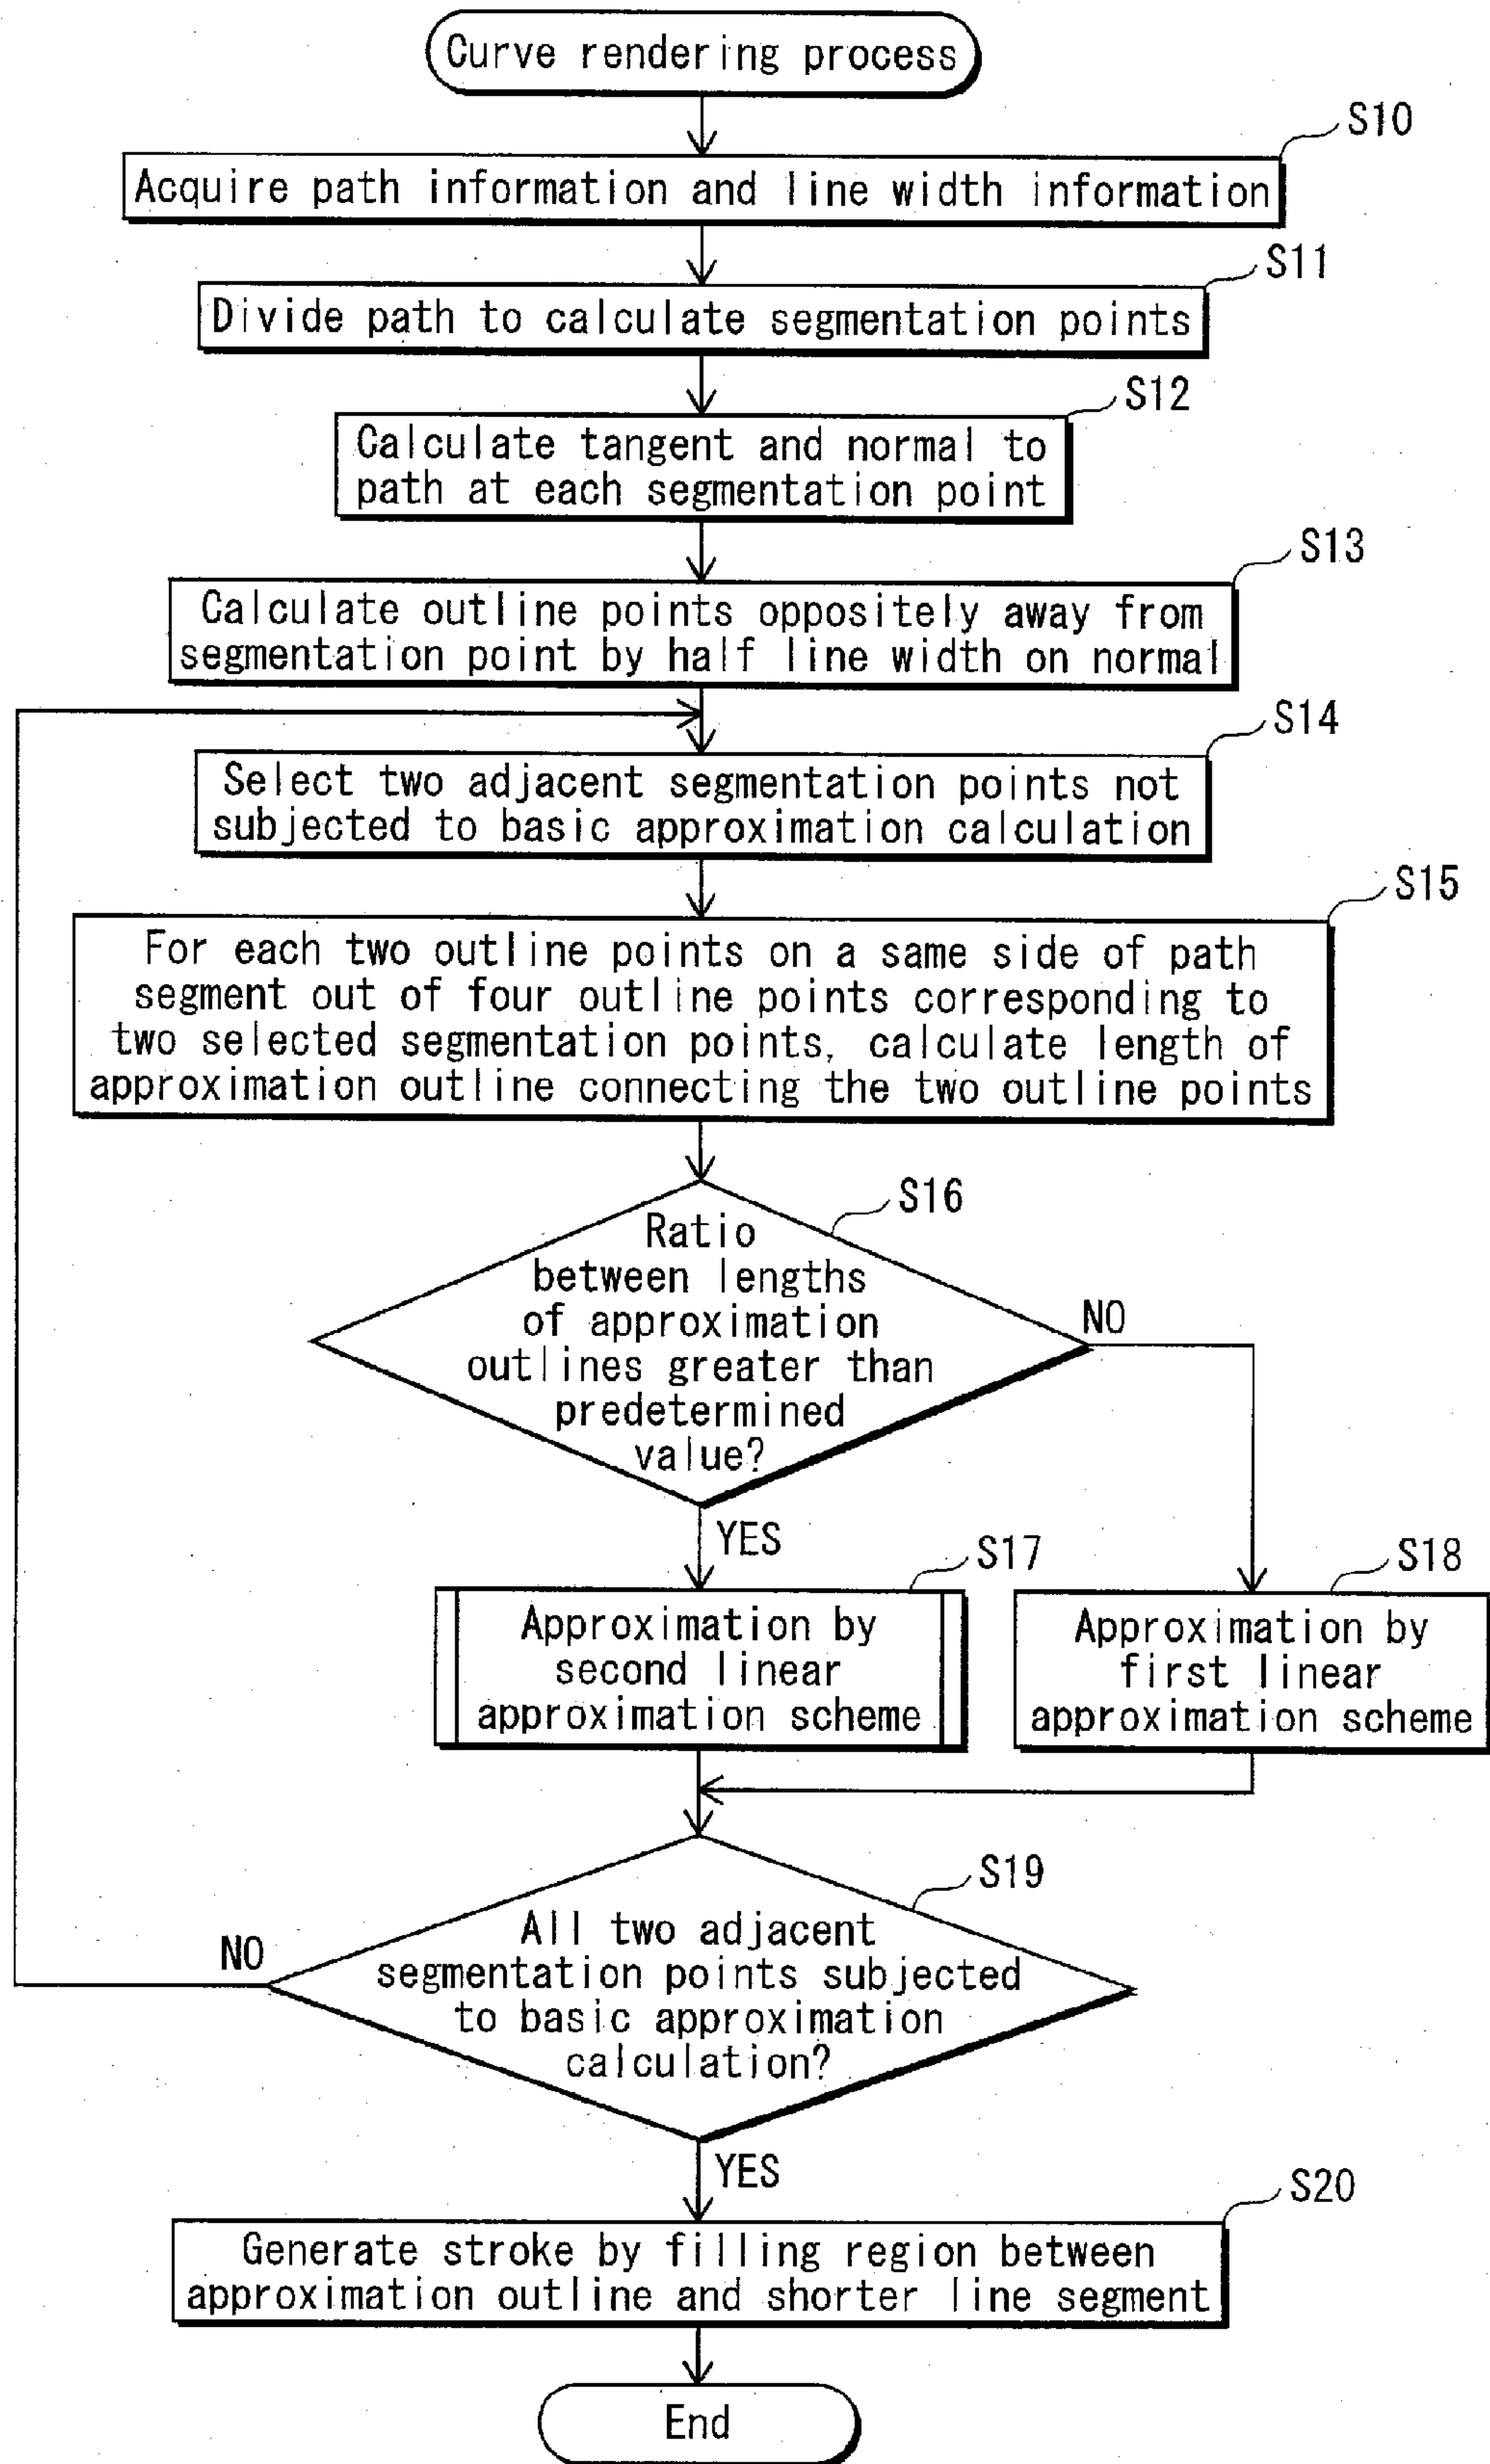 Curve rendering process
S10
Acquire path information and line width information
S11
Divide path to calculate segmentation points
S12
Calculate tangent and normal to
path at each segmentation point
S13
Calculate outline points oppositely away from
segmentation point by half line width on normal
S14
Select two adjacent segmentation points not
subjected to basic approximation calculation
S15
For each two outline points on a same side of path
segment out of four outline points corresponding to
two selected segmentation points, calculate length of
approximation outline connecting the two outline points
S16
Ratio
between lengths
of approximation
outlines greater than
predetermined
value?
NO
YES
S17
Approximation by
second linear
approximation scheme
S18
Approximation by
first linear
approximation scheme
S19
All two adjacent
segmentation points subjected
to basic approximation
calculation?
NO
YES
S20
Generate stroke by filling region between
approximation outline and shorter line segment
End